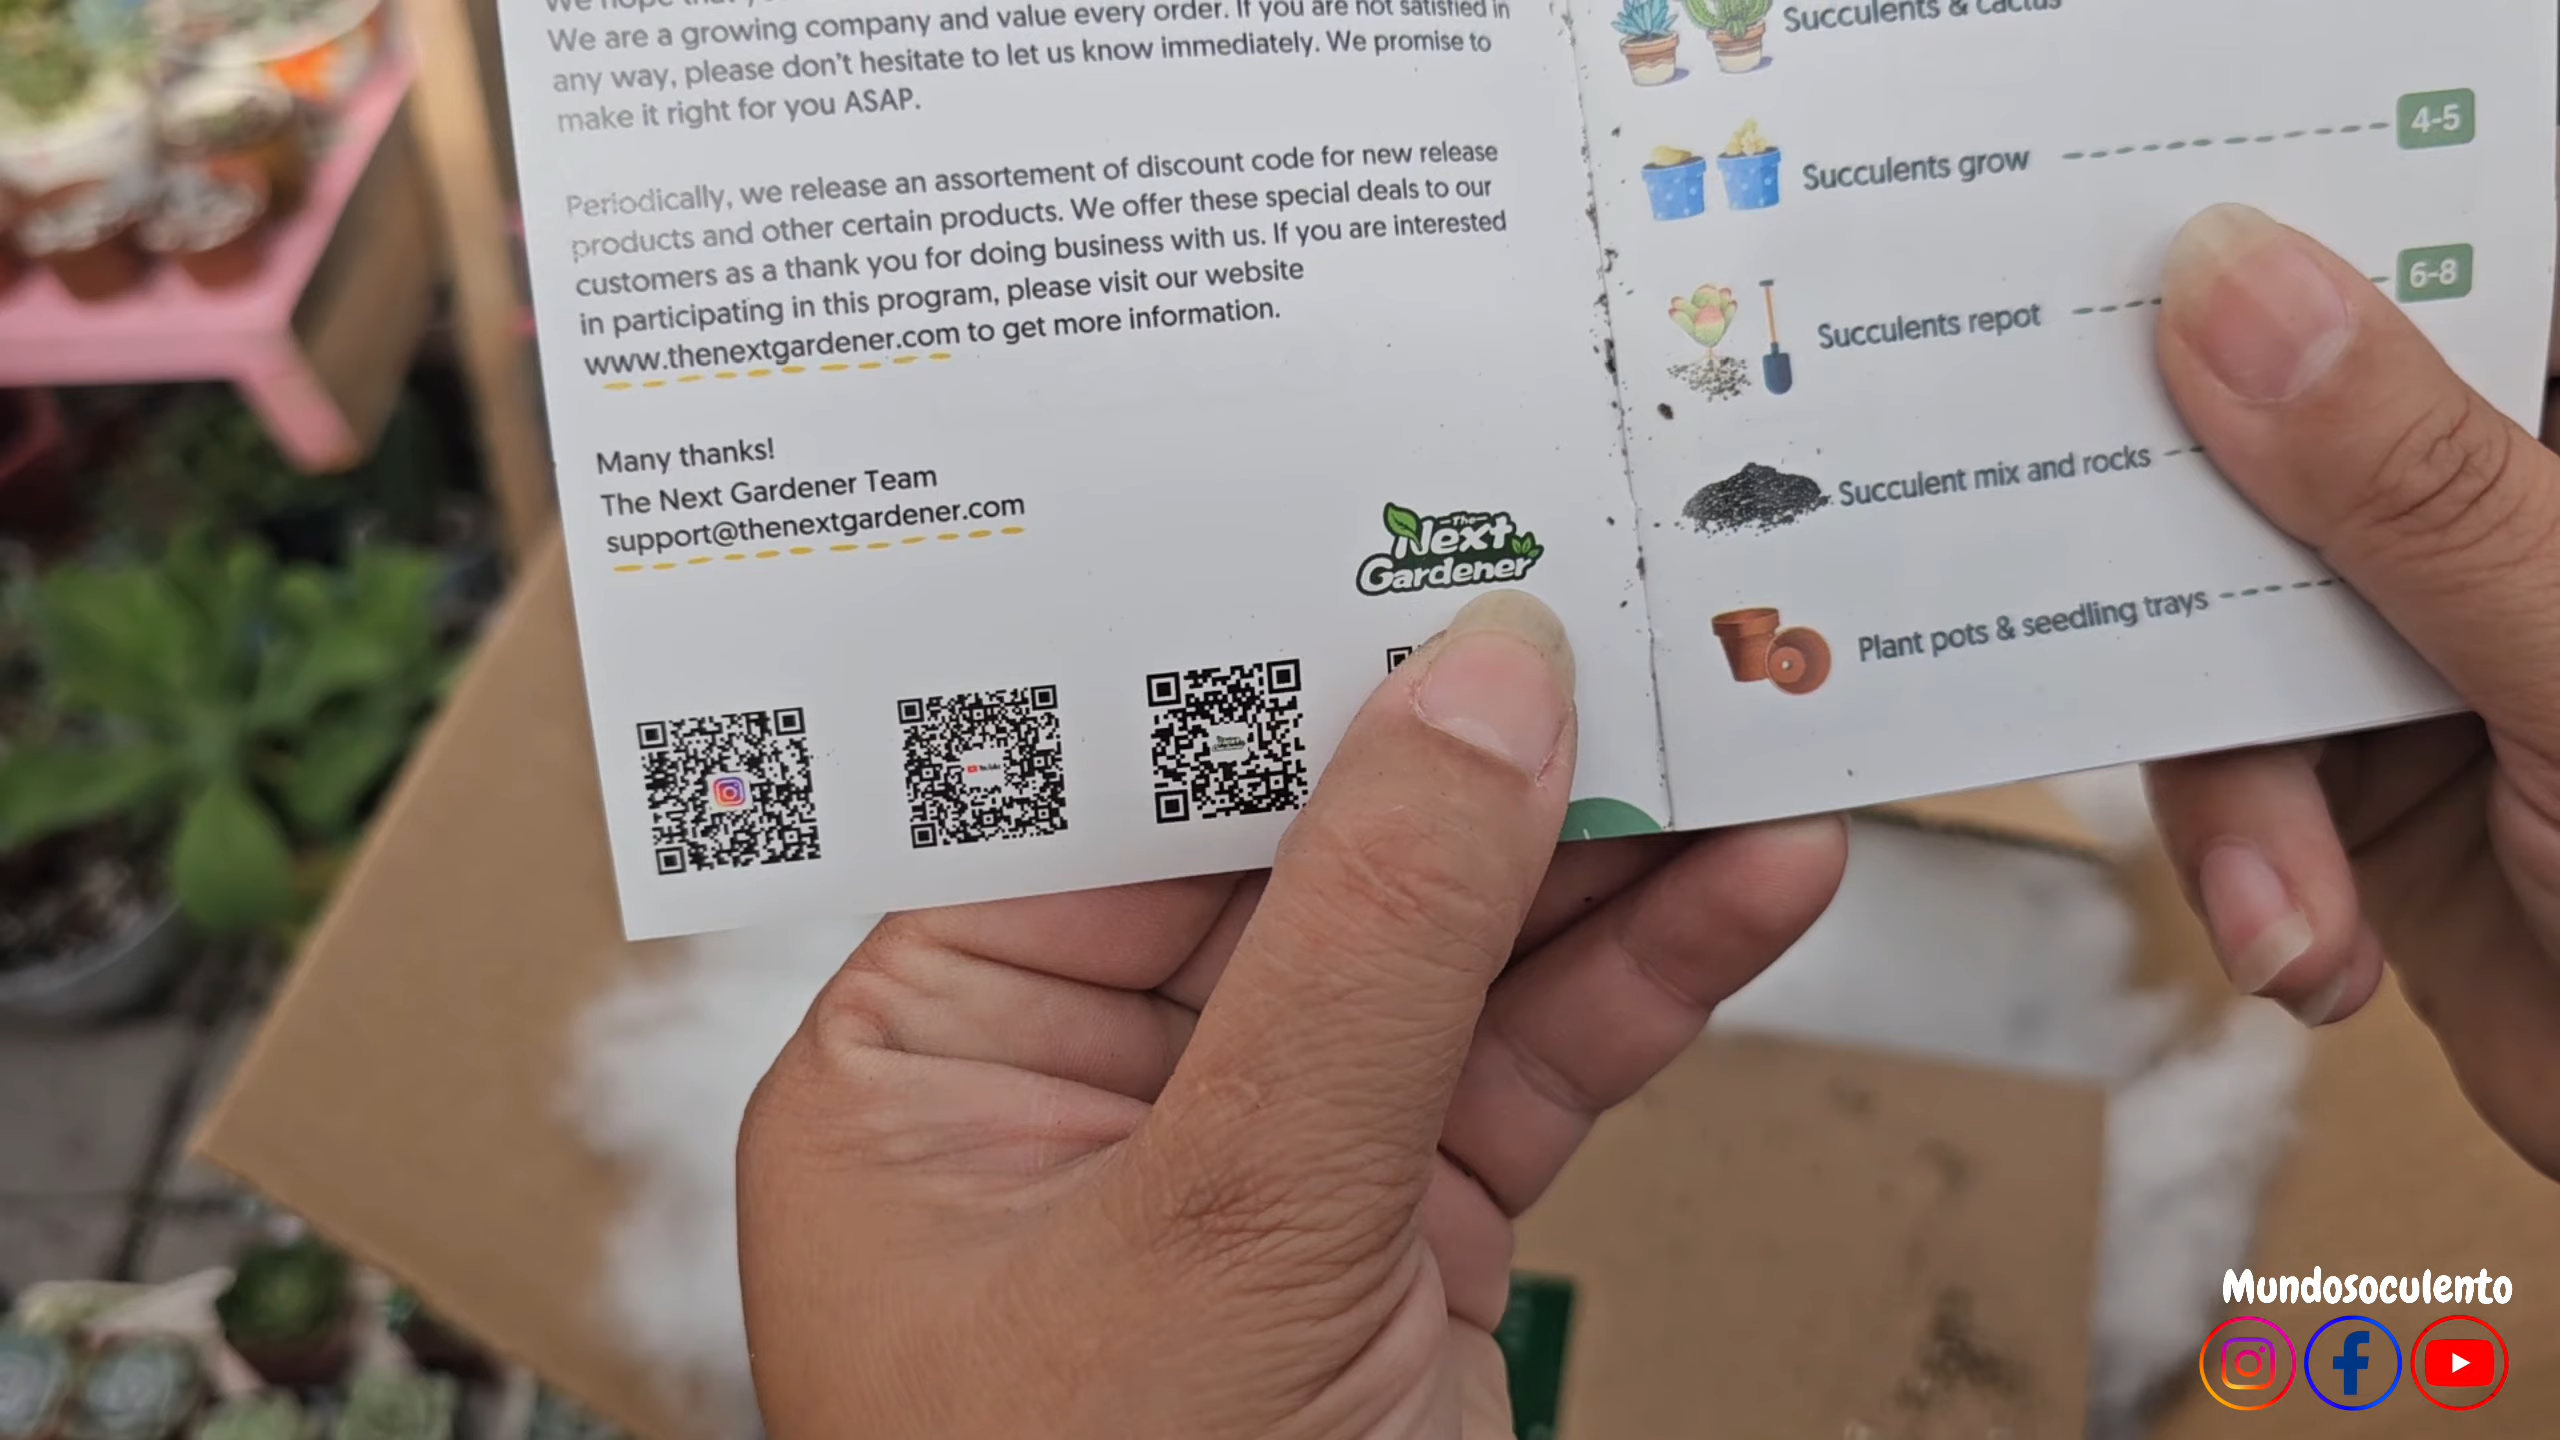 We hope that
We are a growing company and value every order. If you are not satisfied in
any way, please don't hesitate to let us know immediately. We promise to
make it right for you ASAP.
Periodically, we release an assortement of discount code for new release
products and other certain products. We offer these special deals to our
customers as a thank you for doing business with us. If you are interested
in participating in this program, please visit our website
www.thenextgardener.com to get more information.
Many thanks!
The Next Gardener Team
support@thenextgardener.com
The
Next
Gardener
Succulents & cactus
Succulents grow 4-5
Succulents repot 6-8
Succulent mix and rocks
Plant pots & seedling trays
Mundosoculento